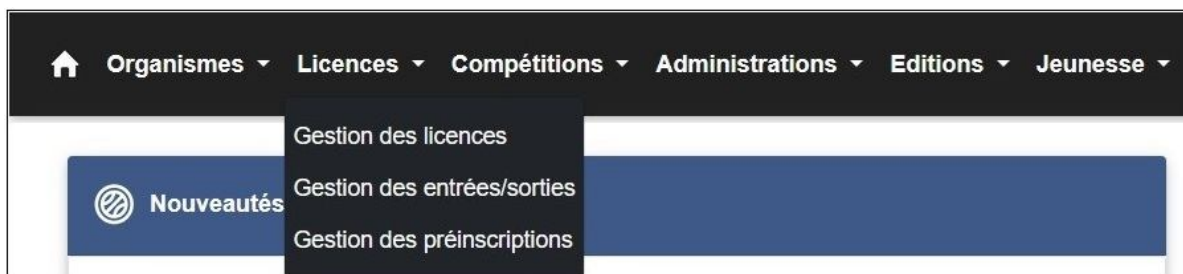 Organismes Licences Compétitions Administrations Editions Jeunesse
Gestion des licences
Gestion des entrées/sorties
Nouveautés
Gestion des préinscriptions